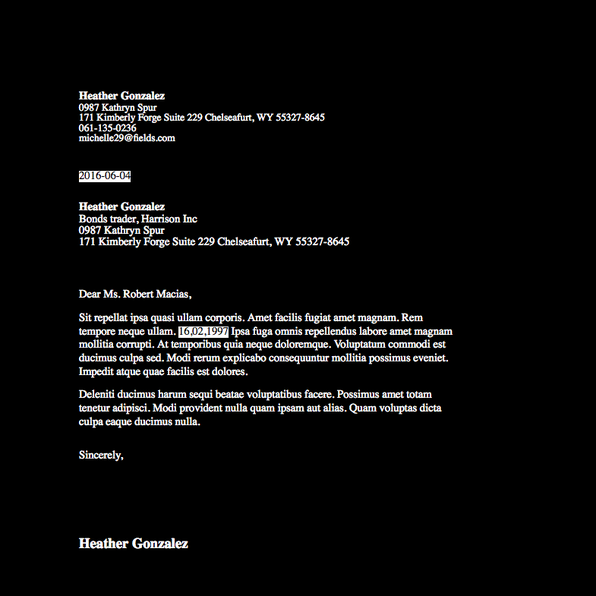 Heather Gonzalez
0987 Kathryn Spur
171 Kimberly Forge Suite 229 Chelseafurt, WY 55327-8645
061-135-0236
michelle29@fields.com
2016-06-04
Heather Gonzalez
Bonds trader, Harrison Inc
0987 Kathryn Spur
171 Kimberly Forge Suite 229 Chelseafurt, WY 55327-8645
Dear Ms. Robert Macias,
Sit repellat ipsa quasi ullam corporis. Amet facilis fugiat amet magnam. Rem
tempore neque ullam. 16,02,1997 Ipsa fuga omnis repellendus labore amet magnam
mollitia corrupti. At temporibus quia neque doloremque. Voluptatum commodi est
ducimus culpa sed. Modi rerum explicabo consequuntur mollitia possimus eveniet.
Impedit atque quae facilis est dolores.
Deleniti ducimus harum sequi beatae voluptatibus facere. Possimus amet totam
tenetur adipisci. Modi provident nulla quam ipsam aut alias. Quam voluptas dicta
culpa eaque ducimus nulla.
Sincerely,
Heather Gonzalez